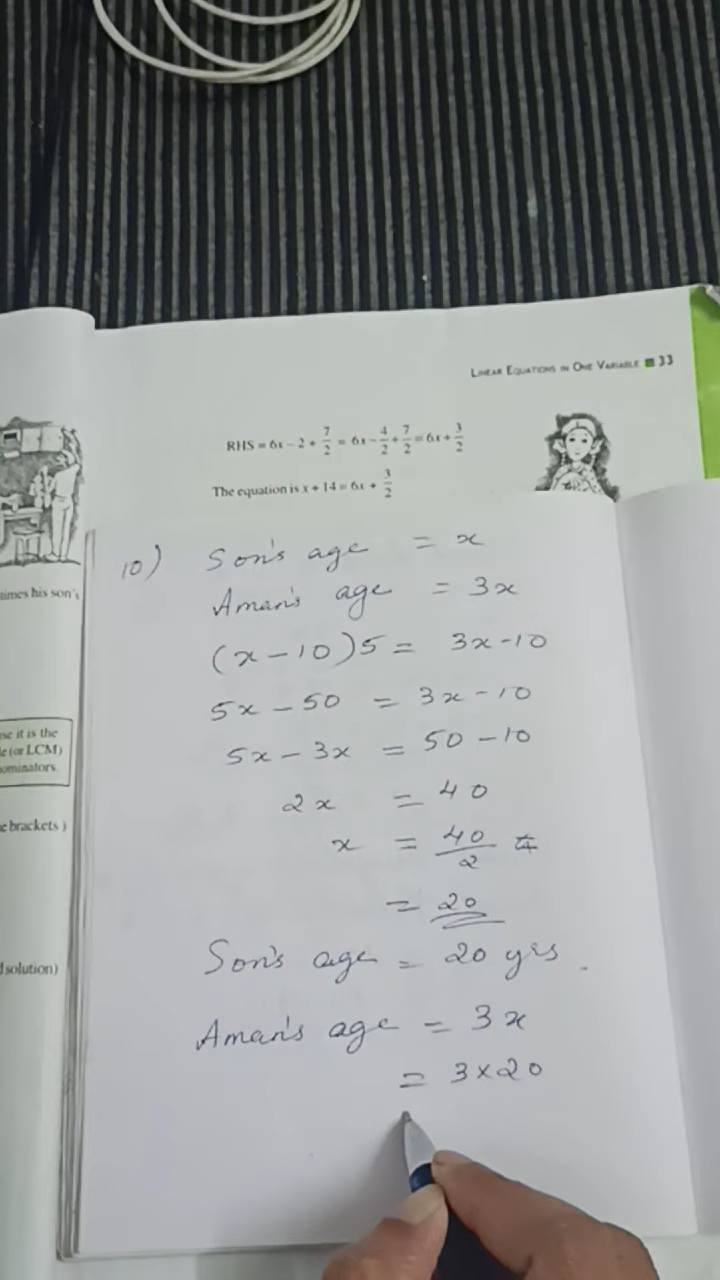 LINEAR EQUATIONS IN ONE VARIABLE ■ 33
RHS = 6x − 2 + 7/2 = 6x − 4/2 + 7/2 = 6x + 3/2
The equation is x + 14 = 6x + 3/2
times his son's
se it is the
le (or LCM)
ominators.
e brackets )
d solution)
10) Son's age = x
Aman's age = 3x
(x − 10)5 = 3x − 10
5x − 50 = 3x − 10
5x − 3x = 50 − 10
2x = 40
x = 40/2
= 20
Son's age = 20 yrs.
Aman's age = 3x
= 3 × 20